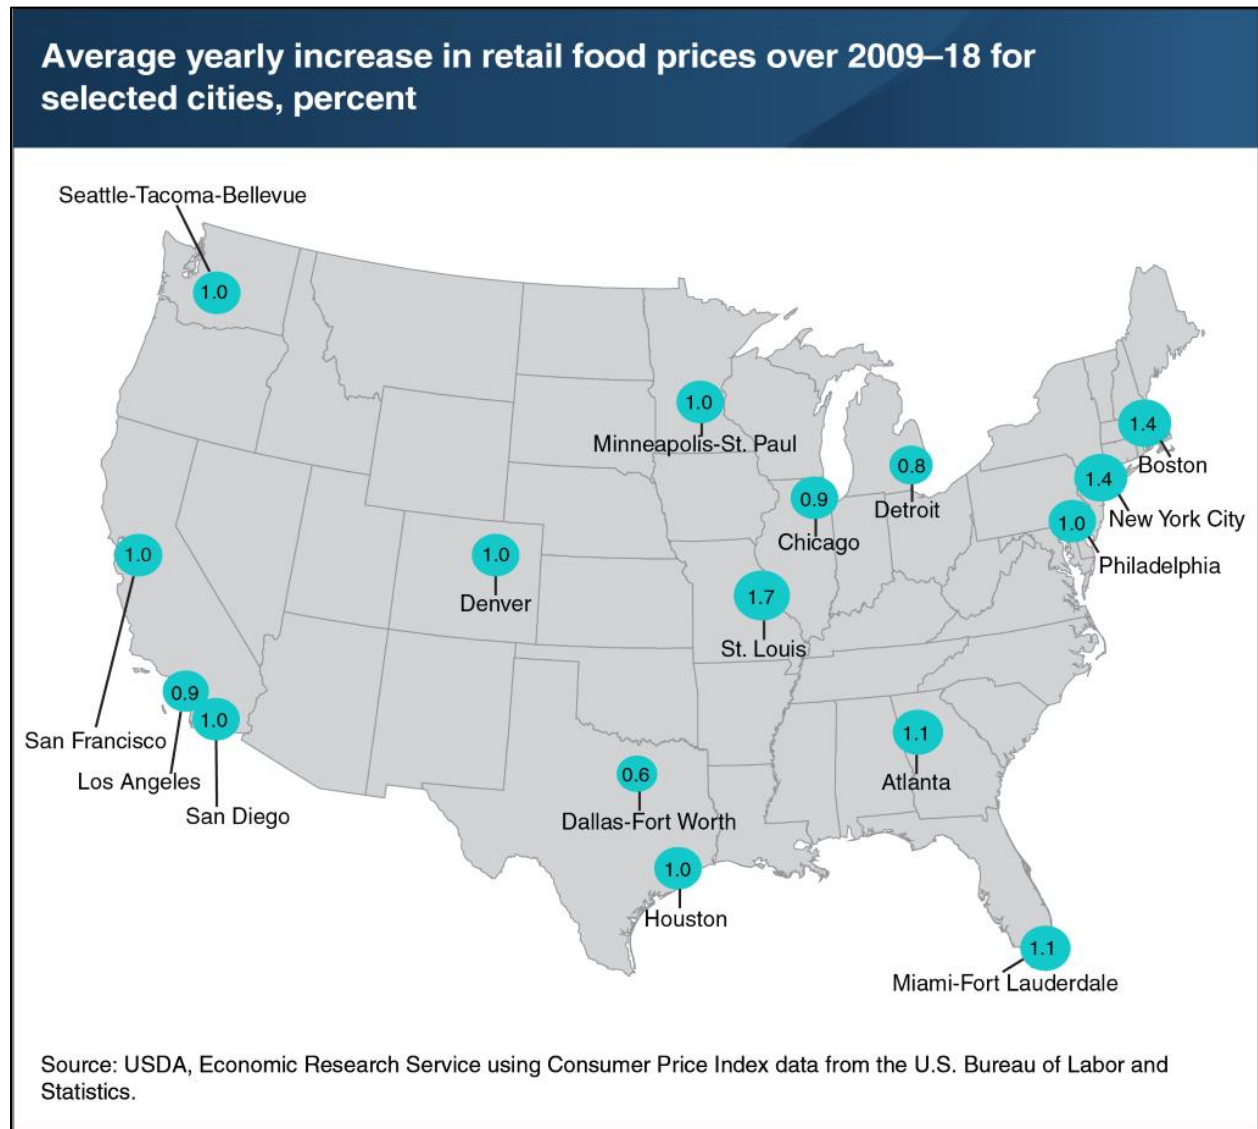 Average yearly increase in retail food prices over 2009–18 for
selected cities, percent
Seattle-Tacoma-Bellevue
1.0
1.0
Minneapolis-St. Paul
1.4
Boston
0.8
Detroit
1.4
New York City
0.9
Chicago
1.0
Philadelphia
1.0
San Francisco
1.0
Denver
1.7
St. Louis
0.9
Los Angeles
1.0
San Diego
1.1
Atlanta
0.6
Dallas-Fort Worth
1.0
Houston
1.1
Miami-Fort Lauderdale
Source: USDA, Economic Research Service using Consumer Price Index data from the U.S. Bureau of Labor and
Statistics.